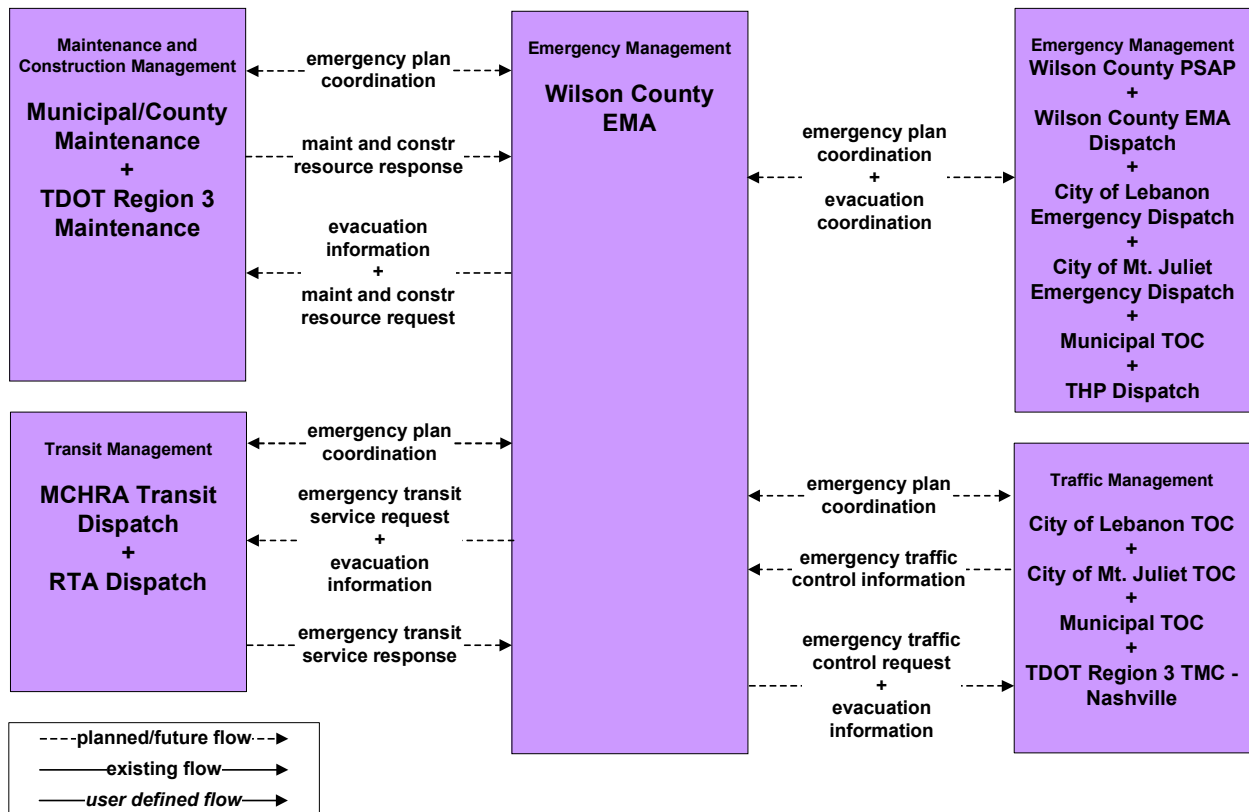 Maintenance and
Construction Management
Municipal/County
Maintenance
+
TDOT Region 3
Maintenance
emergency plan
coordination
maint and constr
resource response
evacuation
information
+
maint and constr
resource request
Emergency Management
Wilson County
EMA
emergency plan
coordination
+
evacuation
coordination
Emergency Management
Wilson County PSAP
+
Wilson County EMA
Dispatch
+
City of Lebanon
Emergency Dispatch
+
City of Mt. Juliet
Emergency Dispatch
+
Municipal TOC
+
THP Dispatch
Transit Management
MCHRA Transit
Dispatch
+
RTA Dispatch
emergency plan
coordination
emergency transit
service request
+
evacuation
information
emergency transit
service response
emergency plan
coordination
emergency traffic
control information
emergency traffic
control request
+
evacuation
information
Traffic Management
City of Lebanon TOC
+
City of Mt. Juliet TOC
+
Municipal TOC
+
TDOT Region 3 TMC -
Nashville
planned/future flow
existing flow
user defined flow